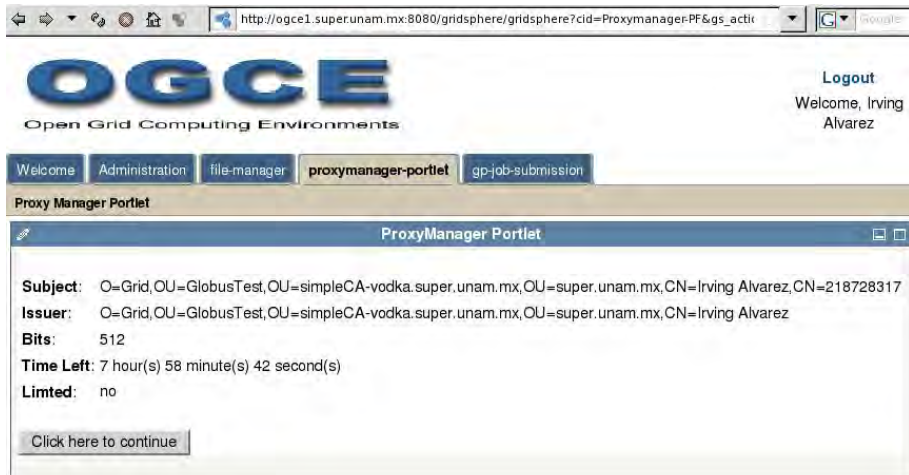 http://ogce1.super.unam.mx:8080/gridsphere/gridsphere?cid=Proxymanager-PF&gs_actic
G
Google
OGCE
Open Grid Computing Environments
Logout
Welcome, Irving
Alvarez
Welcome Administration file-manager proxymanager-portlet gp-job-submission
Proxy Manager Portlet
ProxyManager Portlet
Subject: O=Grid,OU=GlobusTest,OU=simpleCA-vodka.super.unam.mx,OU=super.unam.mx,CN=Irving Alvarez,CN=218728317
Issuer: O=Grid,OU=GlobusTest,OU=simpleCA-vodka.super.unam.mx,OU=super.unam.mx,CN=Irving Alvarez
Bits: 512
Time Left: 7 hour(s) 58 minute(s) 42 second(s)
Limted: no
Click here to continue